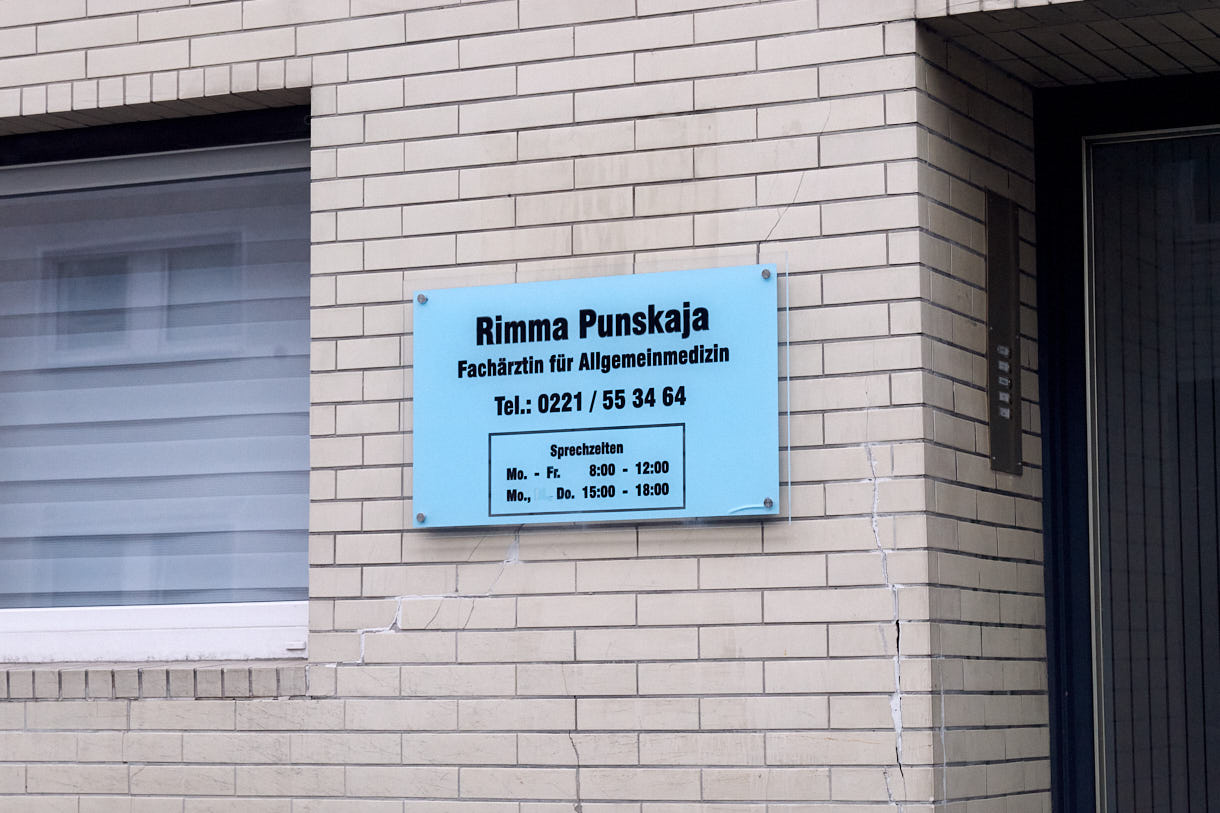 Rimma Punskaja
Fachärztin für Allgemeinmedizin
Tel.: 0221 / 55 34 64
Sprechzeiten
Mo. - Fr. 8:00 - 12:00
Mo., Do. 15:00 - 18:00